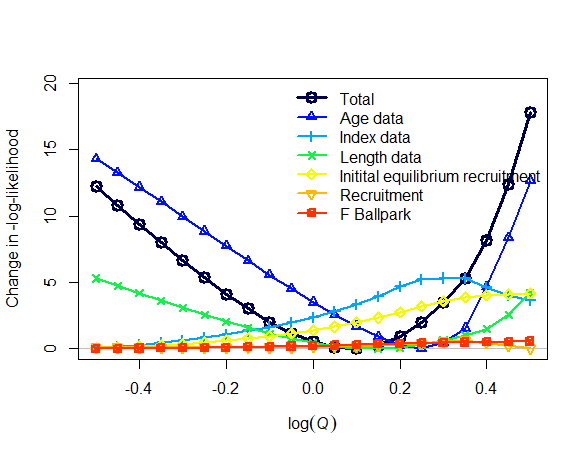 20
15
10
5
0
Change in -log-likelihood
Total
Age data
Index data
Length data
Initital equilibrium recruitment
Recruitment
F Ballpark
-0.4 -0.2 0.0 0.2 0.4
log(Q)